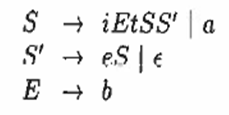 S → iEtSS' | a
S' → eS | ϵ
E → b